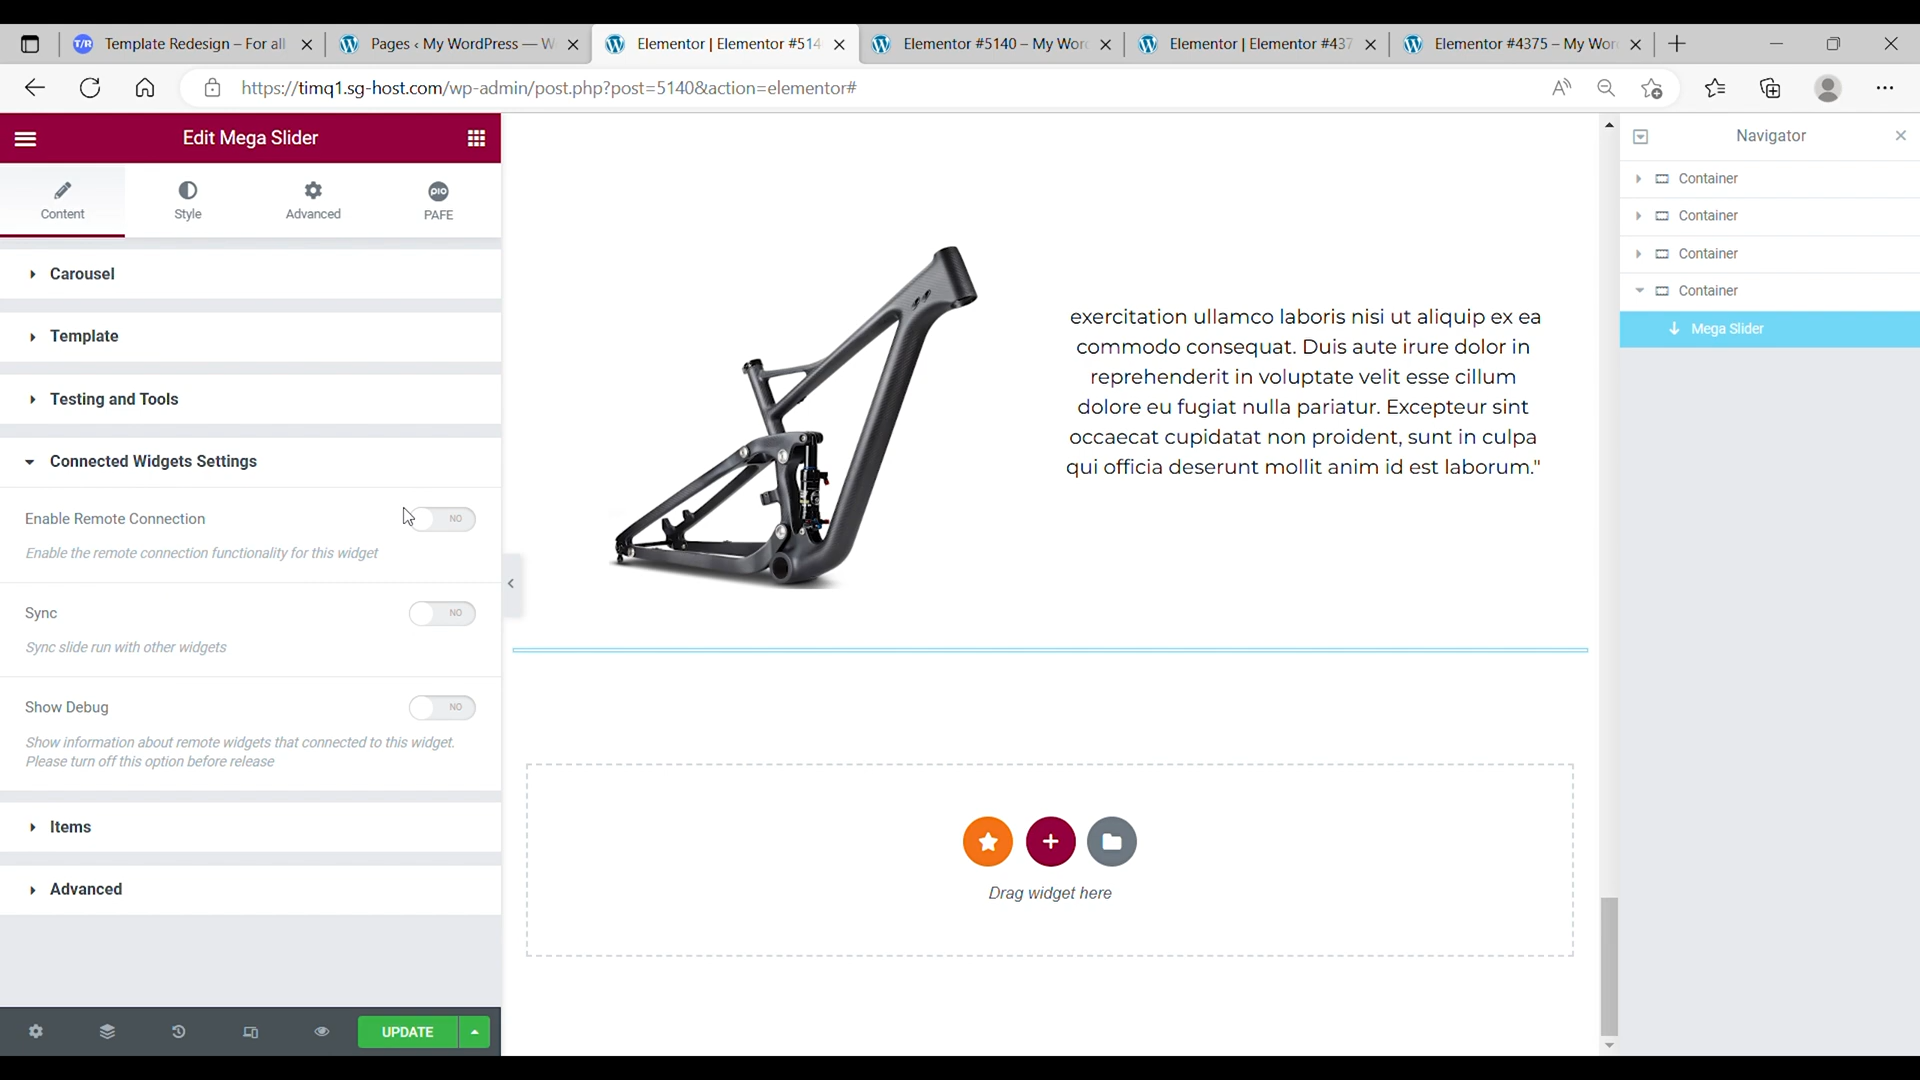 Template Redesign – For all
Pages ‹ My WordPress — W
Elementor | Elementor #514
Elementor #5140 – My Wor
Elementor | Elementor #437
Elementor #4375 – My Wor
https://timq1.sg-host.com/wp-admin/post.php?post=5140&action=elementor#
Edit Mega Slider
Content
Style
Advanced
PAFE
Carousel
Template
Testing and Tools
Connected Widgets Settings
Enable Remote Connection
NO
Enable the remote connection functionality for this widget
Sync
NO
Sync slide run with other widgets
Show Debug
NO
Show information about remote widgets that connected to this widget.
Please turn off this option before release
Items
Advanced
UPDATE
exercitation ullamco laboris nisi ut aliquip ex ea
commodo consequat. Duis aute irure dolor in
reprehenderit in voluptate velit esse cillum
dolore eu fugiat nulla pariatur. Excepteur sint
occaecat cupidatat non proident, sunt in culpa
qui officia deserunt mollit anim id est laborum."
Drag widget here
Navigator
Container
Container
Container
Container
Mega Slider